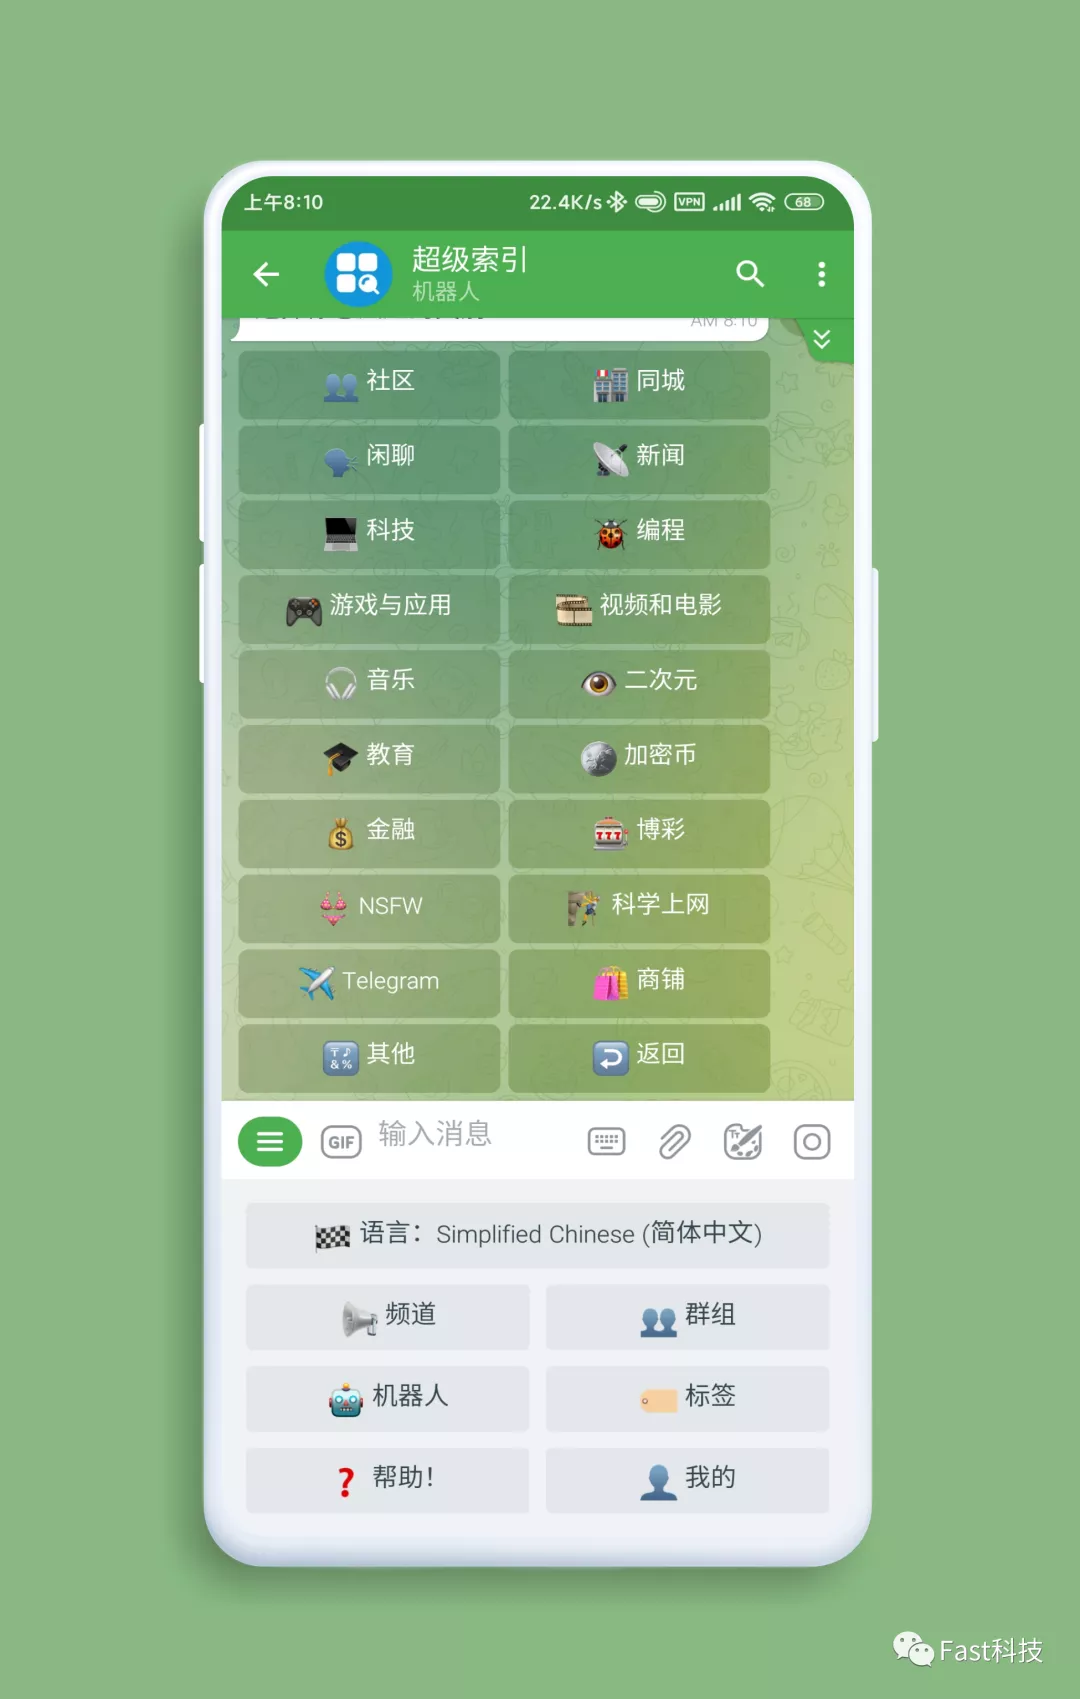 上午8:10
22.4K/s
VPN
68
超级索引
机器人
AM 8:10
社区
同城
闲聊
新闻
科技
编程
游戏与应用
视频和电影
音乐
二次元
教育
加密币
金融
博彩
NSFW
科学上网
Telegram
商铺
其他
返回
GIF
输入消息
语言：Simplified Chinese (简体中文)
频道
群组
机器人
标签
帮助！
我的
Fast科技